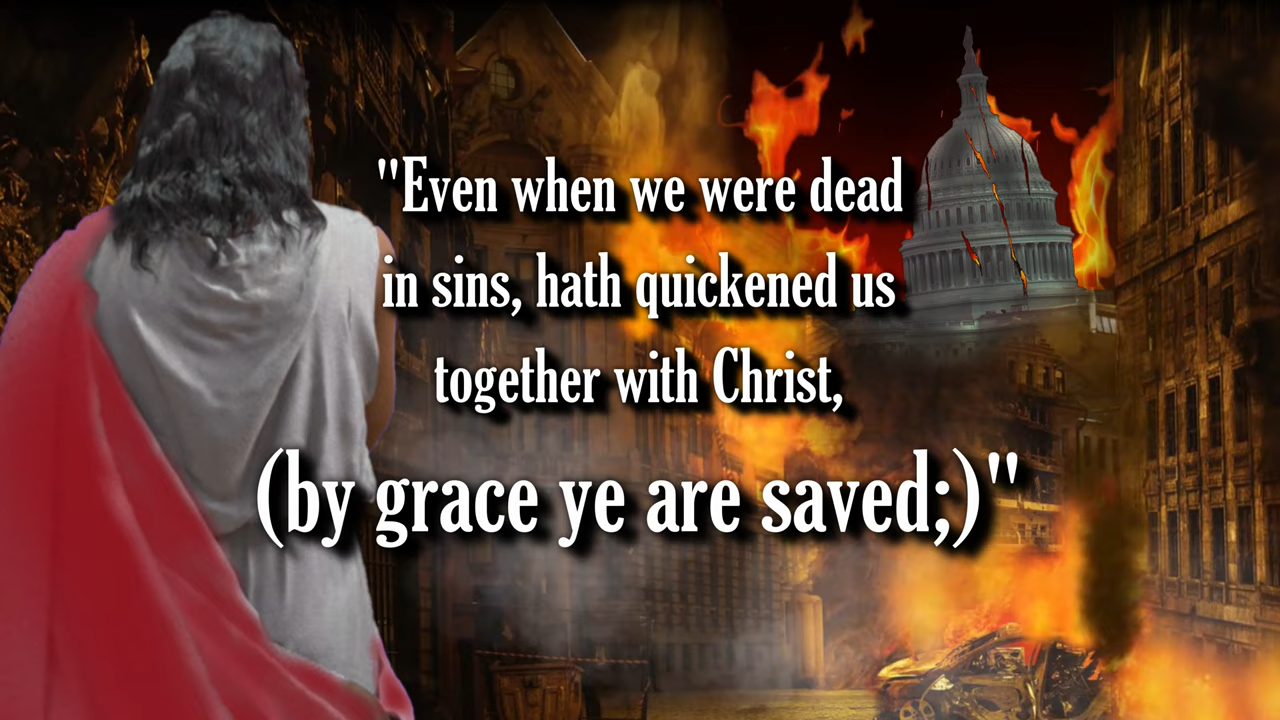 "Even when we were dead
in sins, hath quickened us
together with Christ,
(by grace ye are saved;)"